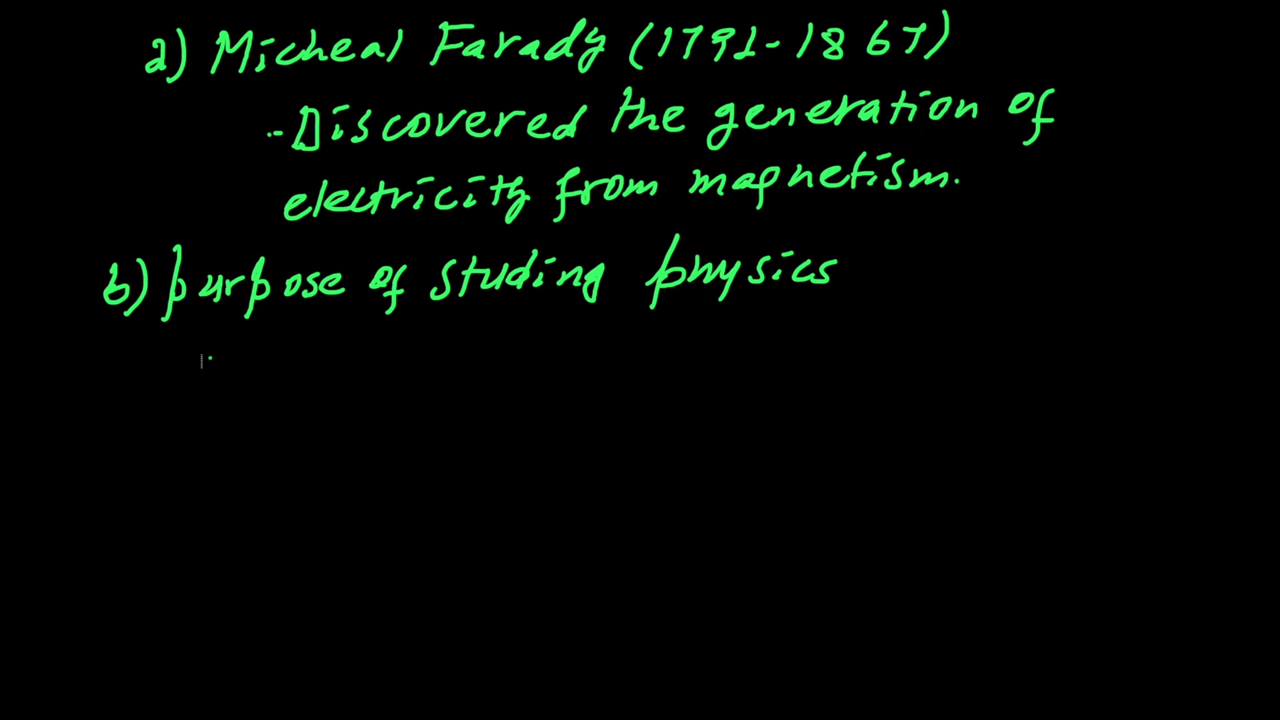 a) Micheal Farady (1791-1867)
- Discovered the generation of
electricity from magnetism.
b) purpose of studing physics